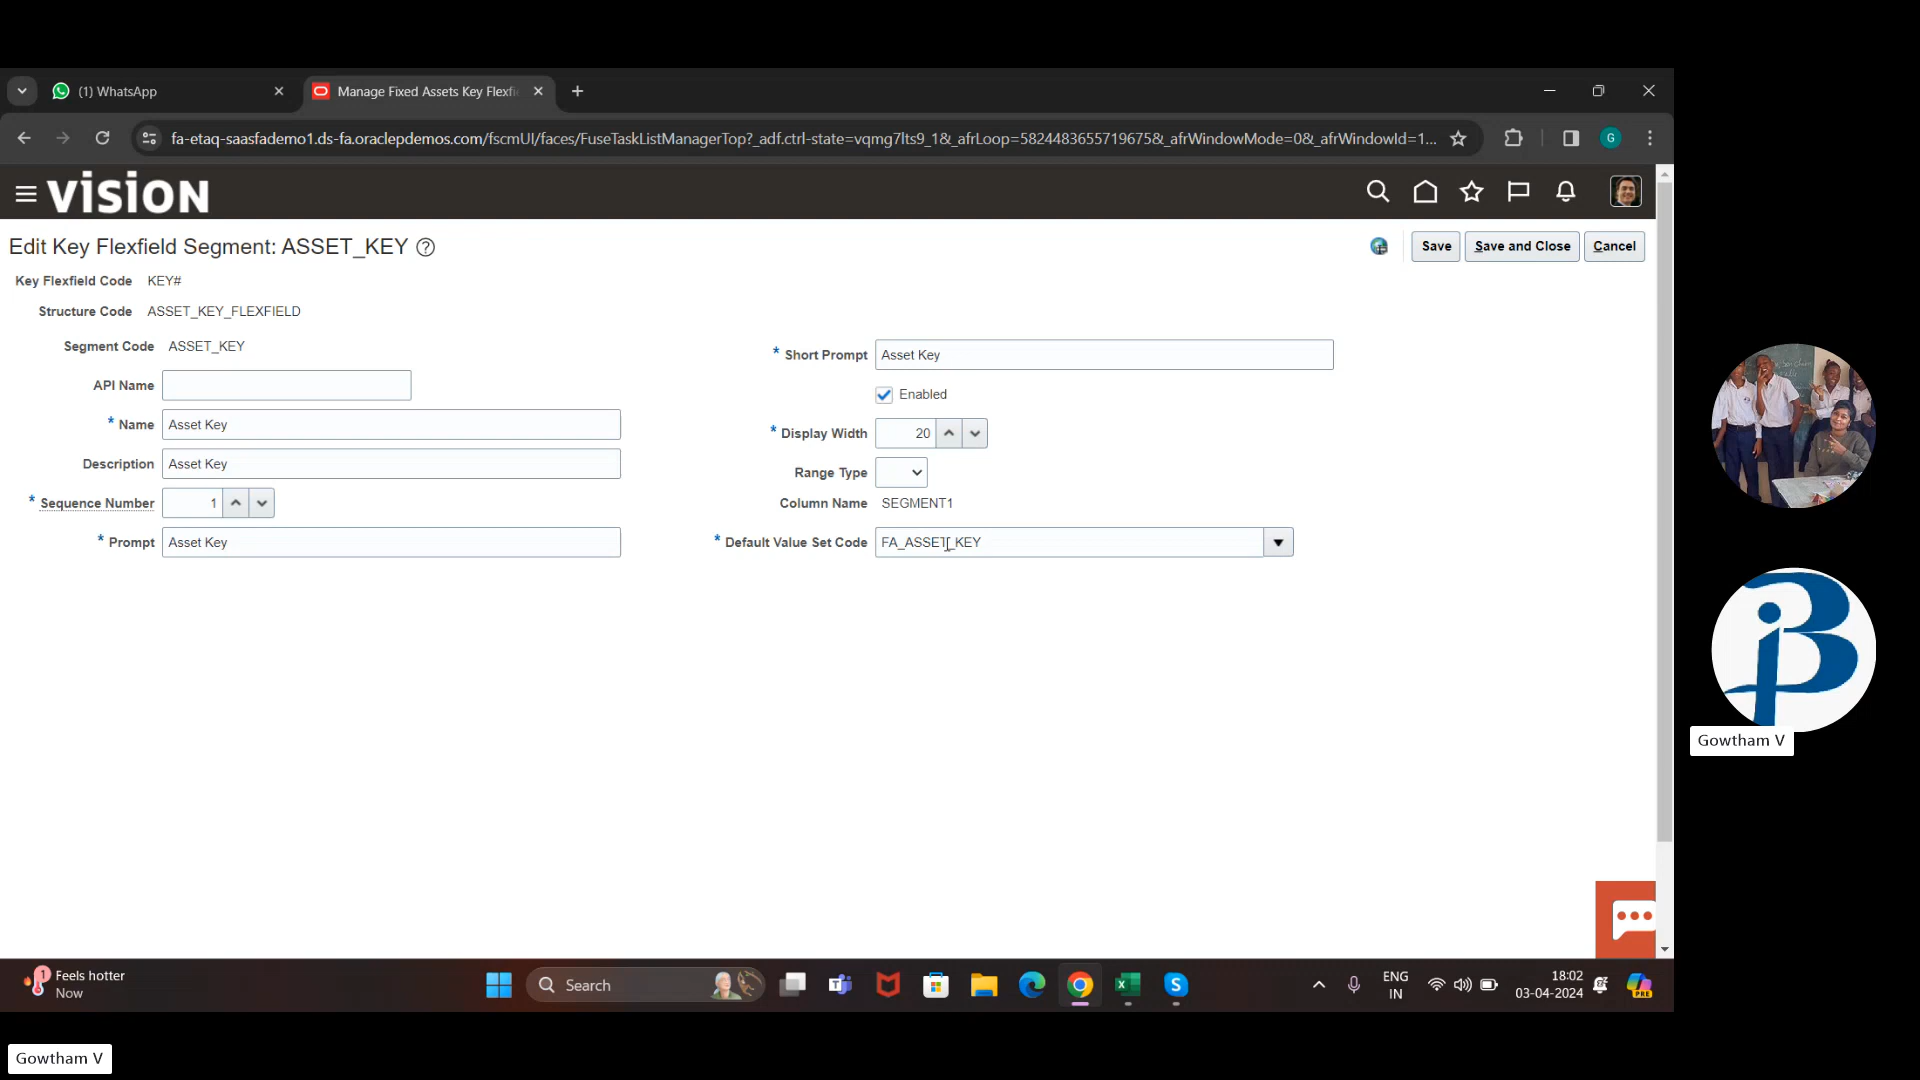 (1) WhatsApp
Manage Fixed Assets Key Flexfi
fa-etaq-saasfademo1.ds-fa.oraclepdemos.com/fscmUI/faces/FuseTaskListManagerTop?_adf.ctrl-state=vqmg7lts9_1&_afrLoop=5824483655719675&_afrWindowMode=0&_afrWindowId=1...
G
vision
Edit Key Flexfield Segment: ASSET_KEY ?
Save
Save and Close
Cancel
Key Flexfield Code KEY#
Structure Code ASSET_KEY_FLEXFIELD
Segment Code ASSET_KEY
API Name
* Name Asset Key
Description Asset Key
* Sequence Number 1
* Prompt Asset Key
* Short Prompt Asset Key
Enabled
* Display Width 20
Range Type
Column Name SEGMENT1
* Default Value Set Code FA_ASSET_KEY
Gowtham V
1
Feels hotter
Now
Search
ENG
IN
18:02
03-04-2024
PRE
Gowtham V